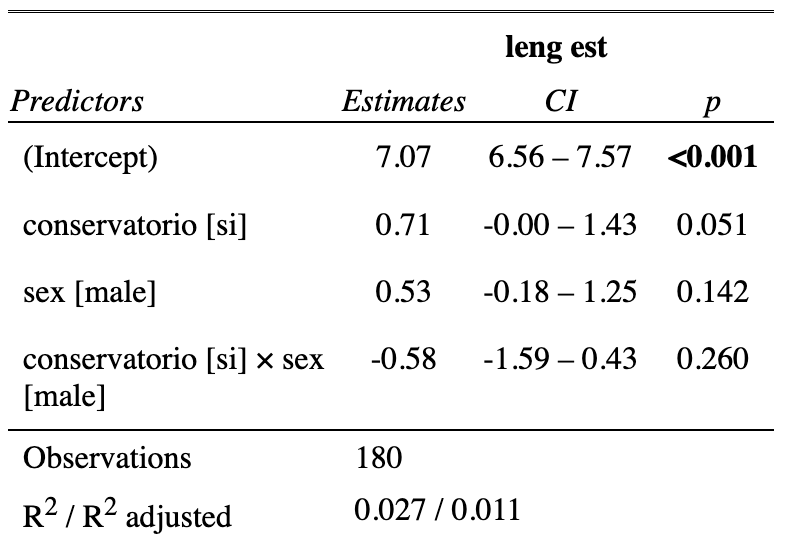 leng est
Predictors Estimates CI p
(Intercept) 7.07 6.56 – 7.57 <0.001
conservatorio [si] 0.71 -0.00 – 1.43 0.051
sex [male] 0.53 -0.18 – 1.25 0.142
conservatorio [si] × sex -0.58 -1.59 – 0.43 0.260
[male]
Observations 180
R² / R² adjusted 0.027 / 0.011